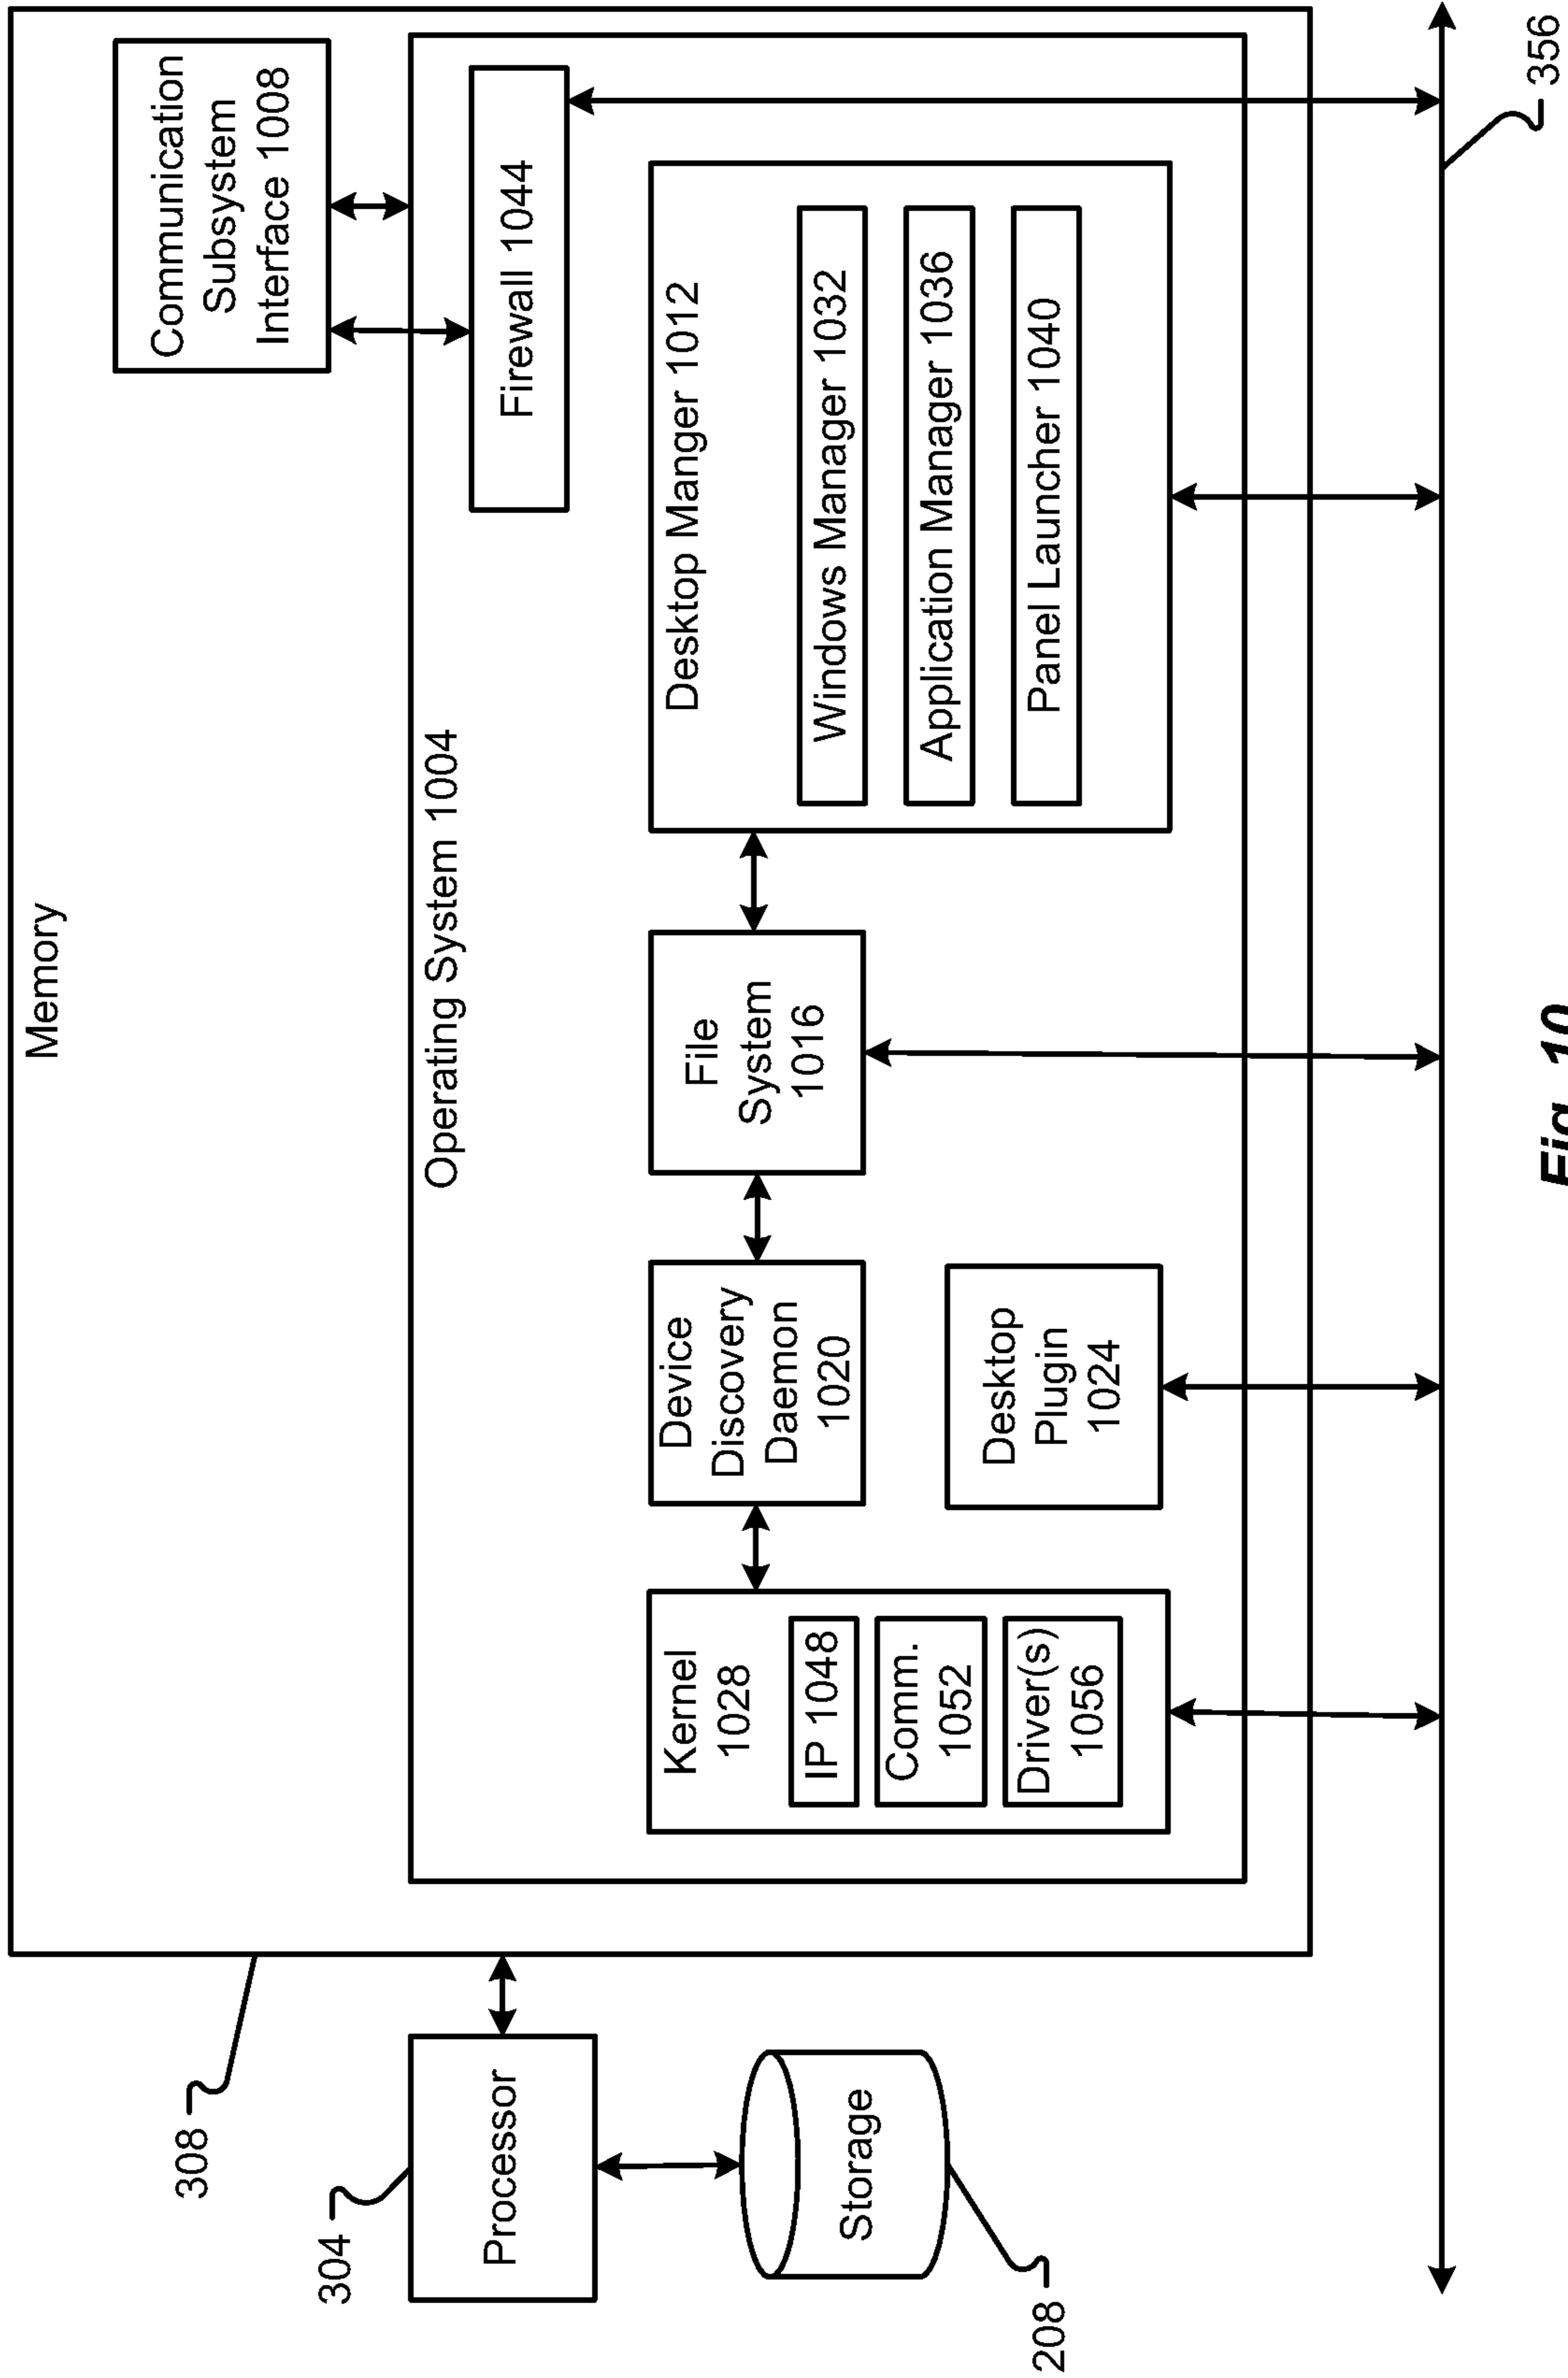 Memory
308
Communication
Subsystem
Interface 1008
Operating System 1004
Firewall 1044
304
Processor
Kernel
1028
IP 1048
Comm.
1052
Driver(s)
1056
Device
Discovery
Daemon
1020
File
System
1016
Desktop Manger 1012
Windows Manager 1032
Application Manager 1036
Panel Launcher 1040
Desktop
Plugin
1024
Storage
208
356
Fig. 10